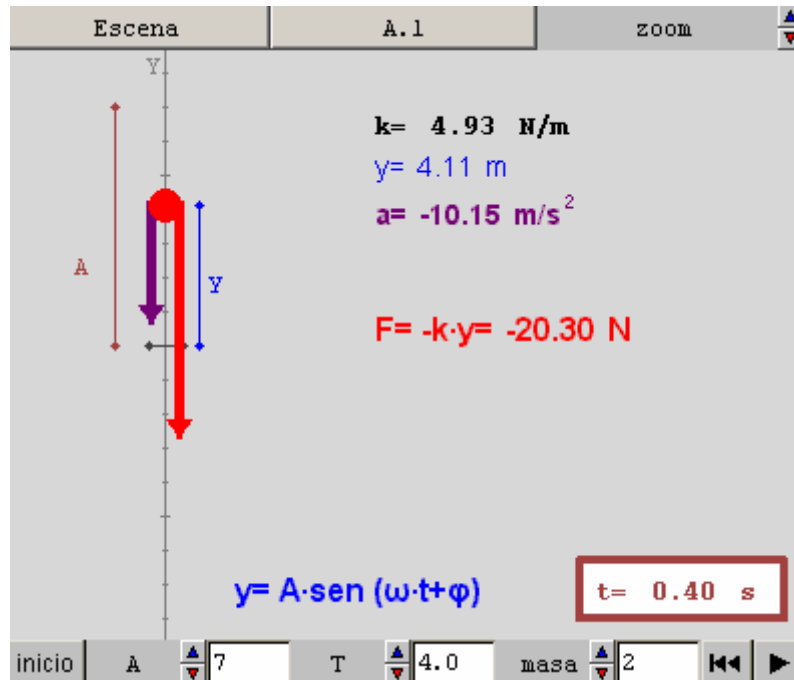 Escena A.1 zoom
Y
k= 4.93 N/m
y= 4.11 m
a= -10.15 m/s²
A
y
F= -k·y= -20.30 N
y= A·sen (ω·t+φ)
t= 0.40 s
inicio A 7 T 4.0 masa 2